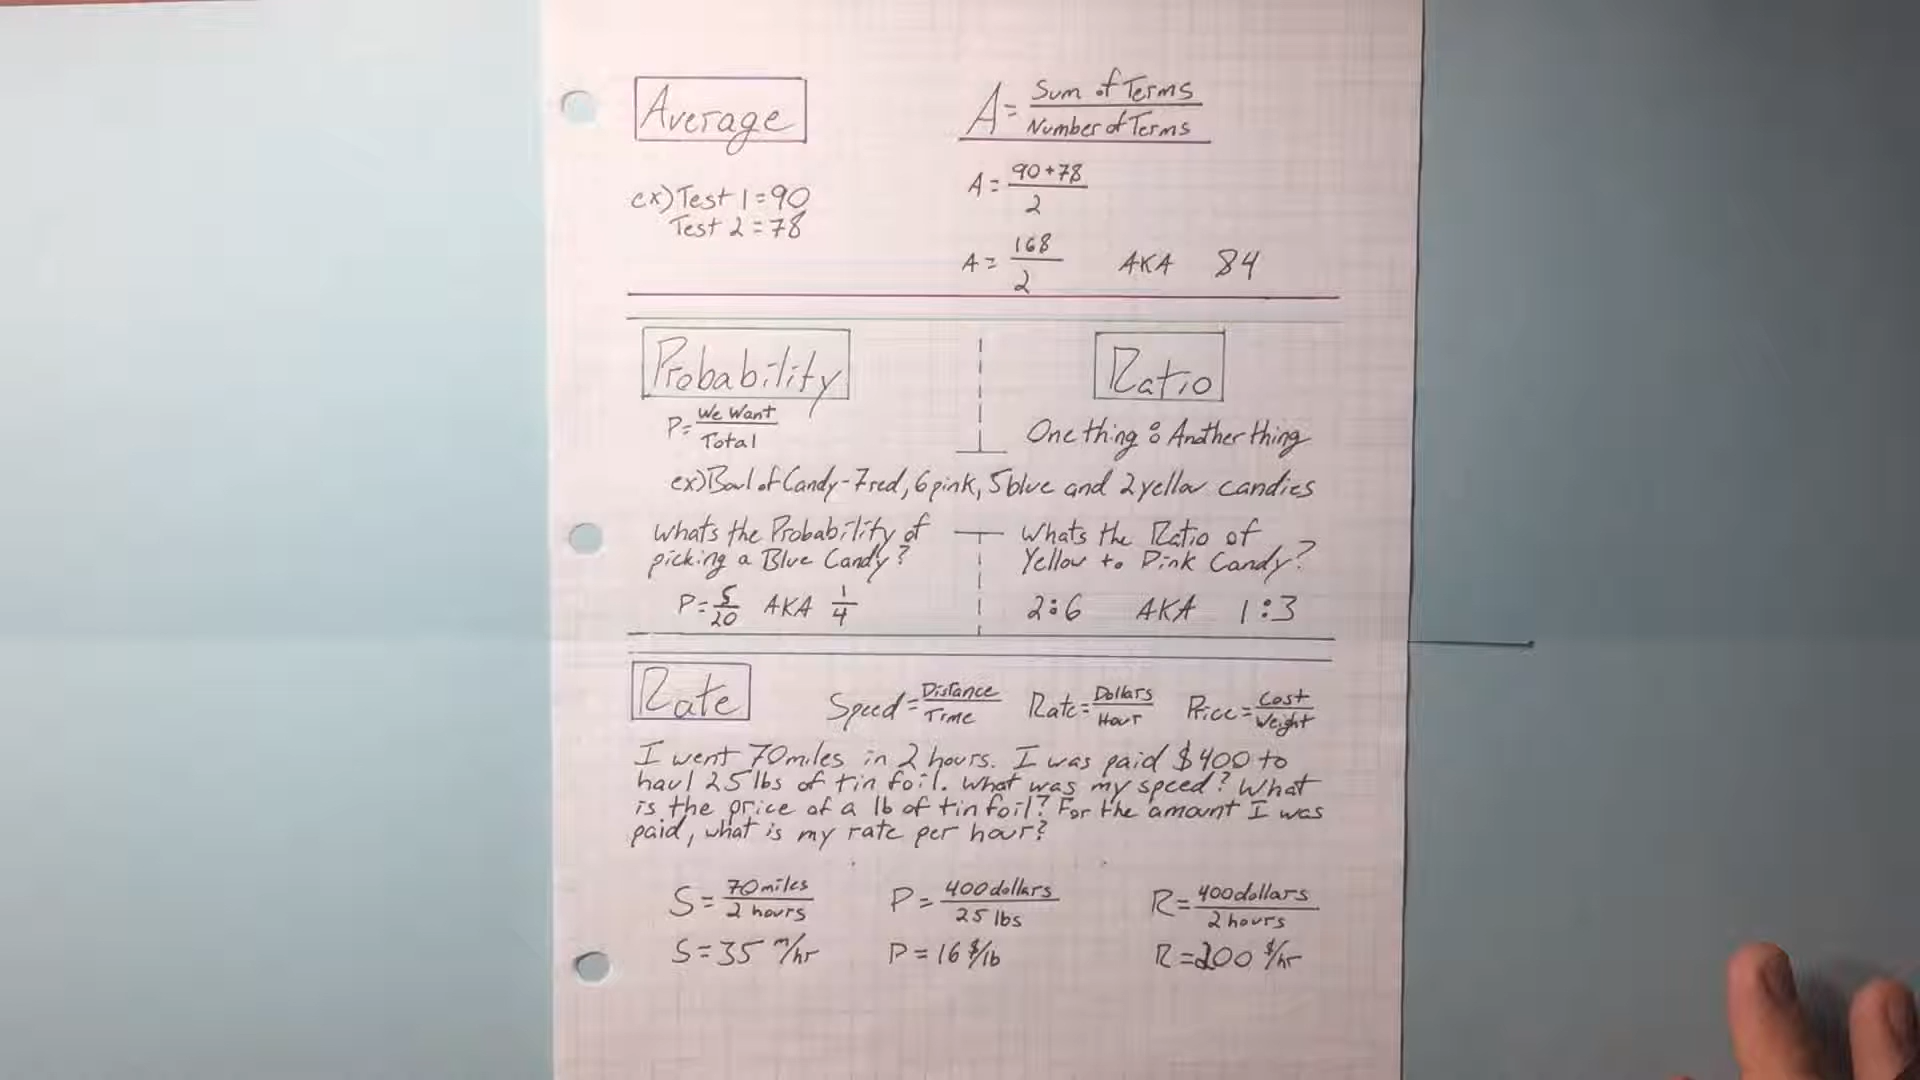 Average
A = Sum of Terms / Number of Terms
ex) Test 1 = 90
Test 2 = 78
A = 90+78 / 2
A = 168 / 2 AKA 84
Probability
Ratio
P = We Want / Total
One thing : Another thing
ex) Bowl of Candy - 7 red, 6 pink, 5 blue and 2 yellow candies
Whats the Probability of
picking a Blue Candy?
Whats the Ratio of
Yellow to Pink Candy?
P = 5/20 AKA 1/4
2:6 AKA 1:3
Rate
Speed = Distance / Time Rate = Dollars / Hour Price = Cost / Weight
I went 70 miles in 2 hours. I was paid $400 to
haul 25 lbs of tin foil. What was my speed? What
is the price of a lb of tin foil? For the amount I was
paid, what is my rate per hour?
S = 70 miles / 2 hours P = 400 dollars / 25 lbs R = 400 dollars / 2 hours
S = 35 m/hr P = 16 $/lb R = 200 $/hr